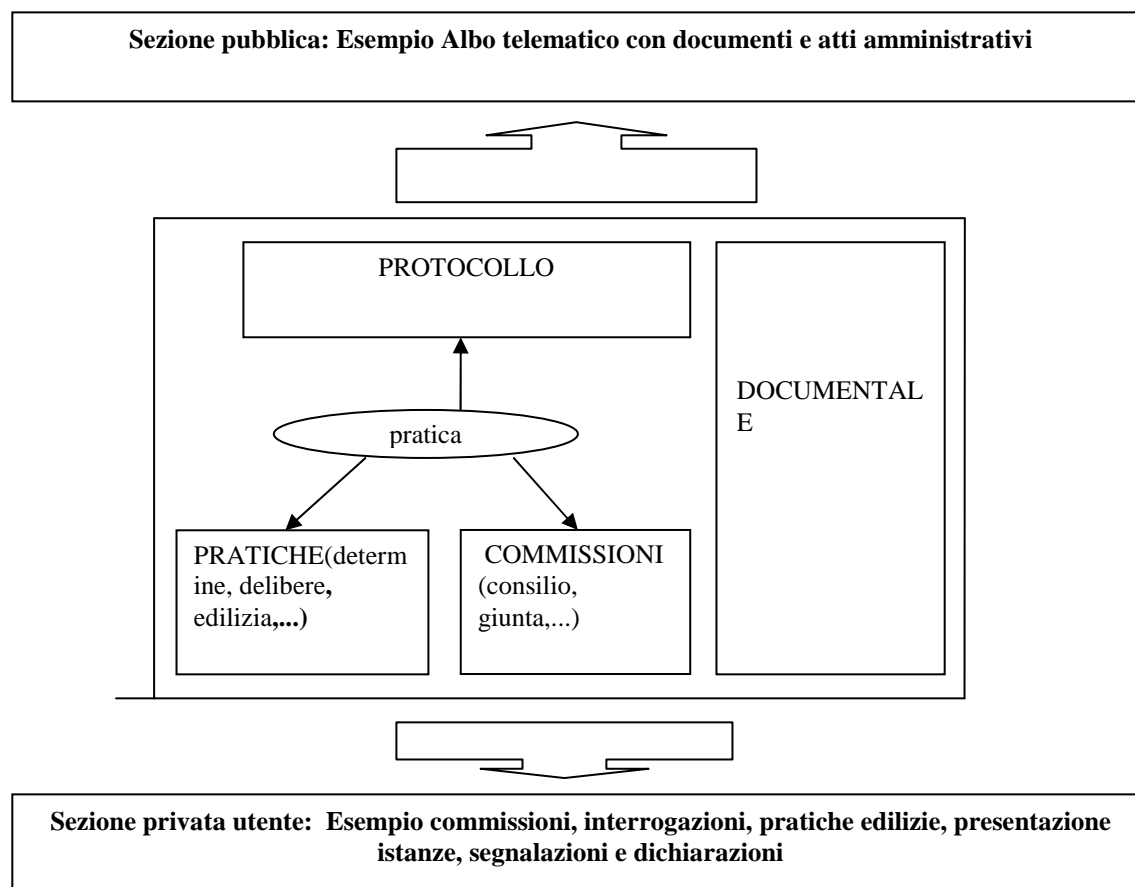 Sezione pubblica: Esempio Albo telematico con documenti e atti amministrativi
PROTOCOLLO
DOCUMENTAL
E
pratica
PRATICHE(determ
ine, delibere,
edilizia,...)
COMMISSIONI
(consilio,
giunta,...)
Sezione privata utente: Esempio commissioni, interrogazioni, pratiche edilizie, presentazione
istanze, segnalazioni e dichiarazioni